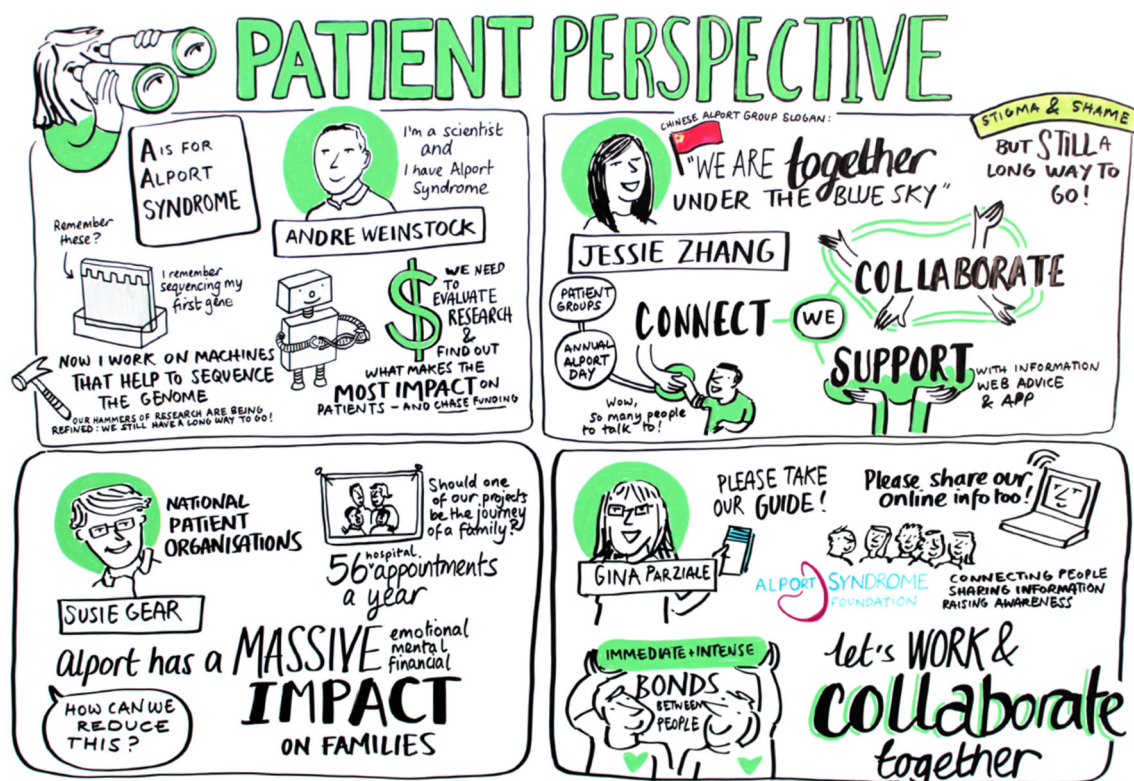 PATIENT PERSPECTIVE
A IS FOR
ALPORT
SYNDROME
I'm a scientist
and
I have Alport
Syndrome
ANDRE WEINSTOCK
Remember
these?
I remember
sequencing my
first gene
NOW I WORK ON MACHINES
THAT HELP TO SEQUENCE
THE GENOME
OUR HAMMERS OF RESEARCH ARE BEING
REFINED: WE STILL HAVE A LONG WAY TO GO!
$
WE NEED
TO
EVALUATE
RESEARCH
&
FIND OUT
WHAT MAKES THE
MOST IMPACT ON
PATIENTS – AND CHASE FUNDING
CHINESE ALPORT GROUP SLOGAN:
"WE ARE together
UNDER THE BLUE SKY"
STIGMA & SHAME
BUT STILL A
LONG WAY TO
GO!
JESSIE ZHANG
PATIENT
GROUPS
ANNUAL
ALPORT
DAY
CONNECT
WE
COLLABORATE
SUPPORT
WITH INFORMATION
WEB ADVICE
& APP
Wow,
so many people
to talk to!
NATIONAL
PATIENT
ORGANISATIONS
SUSIE GEAR
Should one
of our projects
be the journey
of a family?
56 hospital appointments
a year
Alport has a MASSIVE
emotional
mental
financial
IMPACT
ON FAMILIES
HOW CAN WE
REDUCE
THIS?
GINA PARZIALE
PLEASE TAKE
OUR GUIDE!
Please share our
online info too!
ALPORT SYNDROME
FOUNDATION
CONNECTING PEOPLE
SHARING INFORMATION
RAISING AWARENESS
IMMEDIATE + INTENSE
BONDS
BETWEEN
PEOPLE
let's WORK &
collaborate
together